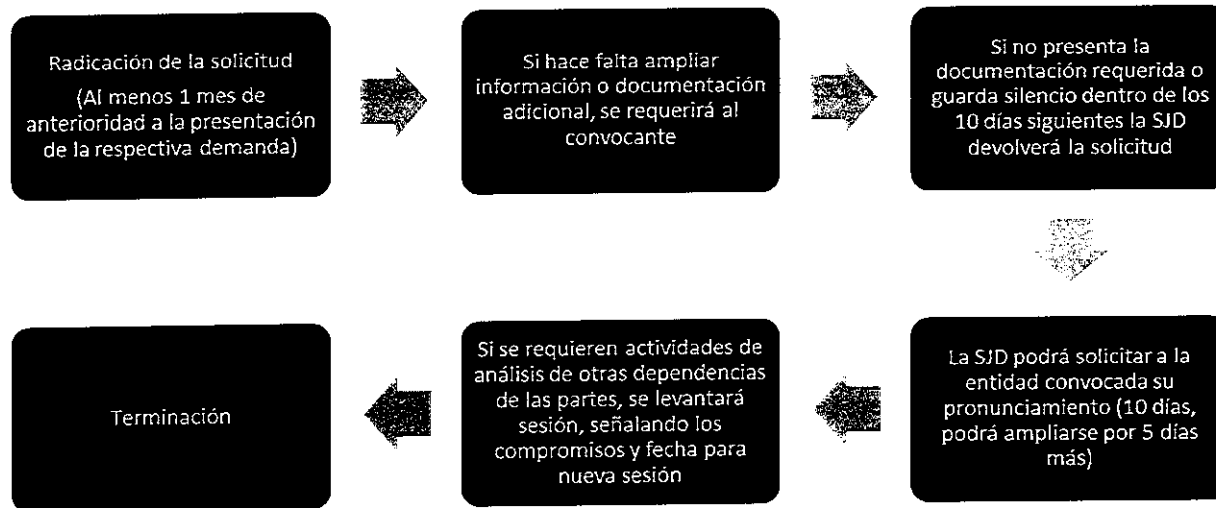 Radicación de la solicitud
(Al menos 1 mes de
anterioridad a la presentación
de la respectiva demanda)
Si hace falta ampliar
información o documentación
adicional, se requerirá al
convocante
Si no presenta la
documentación requerida o
guarda silencio dentro de los
10 días siguientes la SJD
devolverá la solicitud
La SJD podrá solicitar a la
entidad convocada su
pronunciamiento (10 días,
podrá ampliarse por 5 días
más)
Si se requieren actividades de
análisis de otras dependencias
de las partes, se levantará
sesión, señalando los
compromisos y fecha para
nueva sesión
Terminación